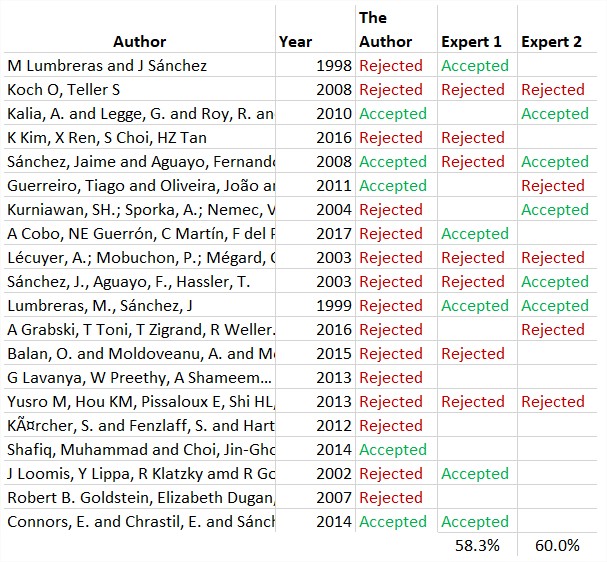 Author Year The Author Expert 1 Expert 2
M Lumbreras and J Sánchez 1998 Rejected Accepted
Koch O, Teller S 2008 Rejected Rejected Rejected
Kalia, A. and Legge, G. and Roy, R. an 2010 Accepted Accepted
K Kim, X Ren, S Choi, HZ Tan 2016 Rejected Rejected
Sánchez, Jaime and Aguayo, Fernando 2008 Accepted Rejected Accepted
Guerreiro, Tiago and Oliveira, João an 2011 Accepted Rejected
Kurniawan, SH.; Sporka, A.; Nemec, V 2004 Rejected Accepted
A Cobo, NE Guerrón, C Martín, F del P 2017 Rejected Accepted
Lécuyer, A.; Mobuchon, P.; Mégard, C 2003 Rejected Rejected Rejected
Sánchez, J., Aguayo, F., Hassler, T. 2003 Rejected Rejected Accepted
Lumbreras, M., Sánchez, J 1999 Rejected Accepted Accepted
A Grabski, T Toni, T Zigrand, R Weller. 2016 Rejected Rejected
Balan, O. and Moldoveanu, A. and Mo 2015 Rejected Rejected
G Lavanya, W Preethy, A Shameem… 2013 Rejected
Yusro M, Hou KM, Pissaloux E, Shi HL, 2013 Rejected Rejected Rejected
KÃ¤rcher, S. and Fenzlaff, S. and Hart 2012 Rejected
Shafiq, Muhammad and Choi, Jin-Gho 2014 Accepted
J Loomis, Y Lippa, R Klatzky amd R Go 2002 Rejected Accepted
Robert B. Goldstein, Elizabeth Dugan, 2007 Rejected
Connors, E. and Chrastil, E. and Sánch 2014 Accepted Accepted
58.3% 60.0%